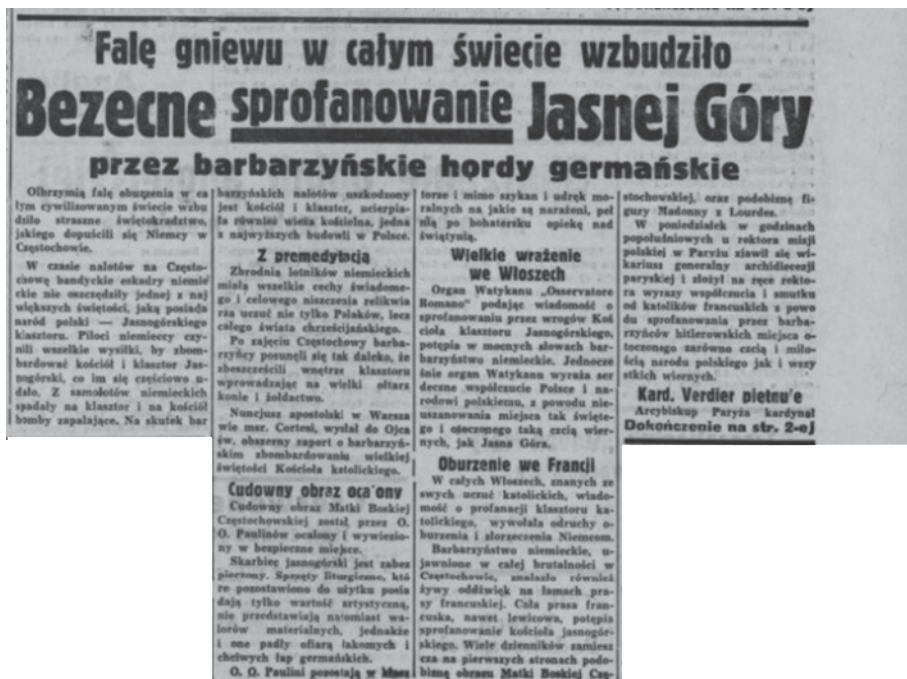 Falę gniewu w całym świecie wzbudziło
Bezecne sprofanowanie Jasnej Góry
przez barbarzyńskie hordy germańskie
Olbrzymią falę oburzenia w ca
łym cywilizowanym świecie wzbu
dziło straszne świętokradztwo,
jakiego dopuścili się Niemcy w
Częstochowie.
W czasie nalotów na Często-
chowę bandyckie eskadry niemie
ckie nie oszczędziły jednej z naj
większych świętości, jaką posiada
naród polski — Jasnogórskiego
klasztoru. Piloci niemieccy czy-
nili wszelkie wysiłki, by zbom-
bardować kościół i klasztor Jas-
nogórski, co im się częściowo u-
dało. Z samolotów niemieckich
spadały na klasztor i na kościół
bomby zapalające. Na skutek bar
barzyńskich nalotów uszkodzony
jest kościół i klasztor, ucierpia-
ła również wieża kościelna, jedna
z najwyższych budowli w Polsce.
Z premedytacją
Zbrodnia lotników niemieckich
miała wszelkie cechy świadome-
go i celowego niszczenia relikwia
rza uczuć nie tylko Polaków, lecz
całego świata chrześcijańskiego.
Po zajęciu Częstochowy barba-
rzyńcy posunęli się tak daleko, że
zbezcześcili wnętrze klasztoru
wprowadzając na wielki ołtarz
konie i żołdactwo.
Nuncjusz apostolski w Warsza
wie msr. Cortesi, wysłał do Ojca
św. obszerny raport o barbarzyń-
skim zbombardowaniu wielkiej
świętości Kościoła katolickiego.
Cudowny obraz oca'ony
Cudowny obraz Matki Boskiej
Częstochowskiej został przez O.
O. Paulinów ocalony i wywiezio-
ny w bezpieczne miejsce.
Skarbiec jasnogórski jest zabez
pieczony. Sprzęty liturgiczne, któ
re pozostawiono do użytku posia
dają tylko wartość artystyczną,
nie przedstawiają natomiast wa-
lorów materialnych, jednakże
i one padły ofiarą łakomych i
chciwych łap germańskich.
O. O. Paulini pozostają w klasz
torze i mimo szykan i udręk mo-
ralnych na jakie są narażeni, peł
nią po bohatersku opiekę nad
świątynią.
Wielkie wrażenie
we Włoszech
Organ Watykanu „Osservatore
Romano" podając wiadomość o
sprofanowaniu przez wrogów Koś
cioła klasztoru Jasnogórskiego,
potępia w mocnych słowach bar-
barzyństwo niemieckie. Jednocze
śnie organ Watykanu wyraża ser
deczne współczucie Polsce i na-
rodowi polskiemu, z powodu nie-
uszanowania miejsca tak święte-
go i otoczonego taką czcią wier-
nych, jak Jasna Góra.
Oburzenie we Francji
W całych Włoszech, znanych ze
swych uczuć katolickich, wiado-
mość o profanacji klasztoru ka-
tolickiego, wywołała odruchy o-
burzenia i złorzeczenia Niemcom.
Barbarzyństwo niemieckie, u-
jawnione w całej brutalności w
Częstochowie, znalazło również
żywy oddźwięk na łamach pra-
sy francuskiej. Cała prasa fran-
cuska, nawet lewicowa, potępia
sprofanowanie kościoła jasnogór-
skiego. Wiele dzienników zamiesz
cza na pierwszych stronach podo-
biznę obrazu Matki Boskiej Czę-
stochowskiej, oraz podobiznę fi-
gury Madonny z Lourdes.
W poniedziałek w godzinach
popołudniowych u rektora misji
polskiej w Paryżu zjawił się wi-
kariusz generalny archidiecezji
paryskiej i złożył na ręce rekto-
ra wyrazy współczucia i smutku
od katolików francuskich z powo
du sprofanowania przez barba-
rzyńców hitlerowskich miejsca o-
toczonego zarówno czcią i miło-
ścią narodu polskiego jak i wszy
stkich wiernych.
Kard. Verdier piętnu'e
Arcybiskup Paryża kardynał
Dokończenie na str. 2-ej